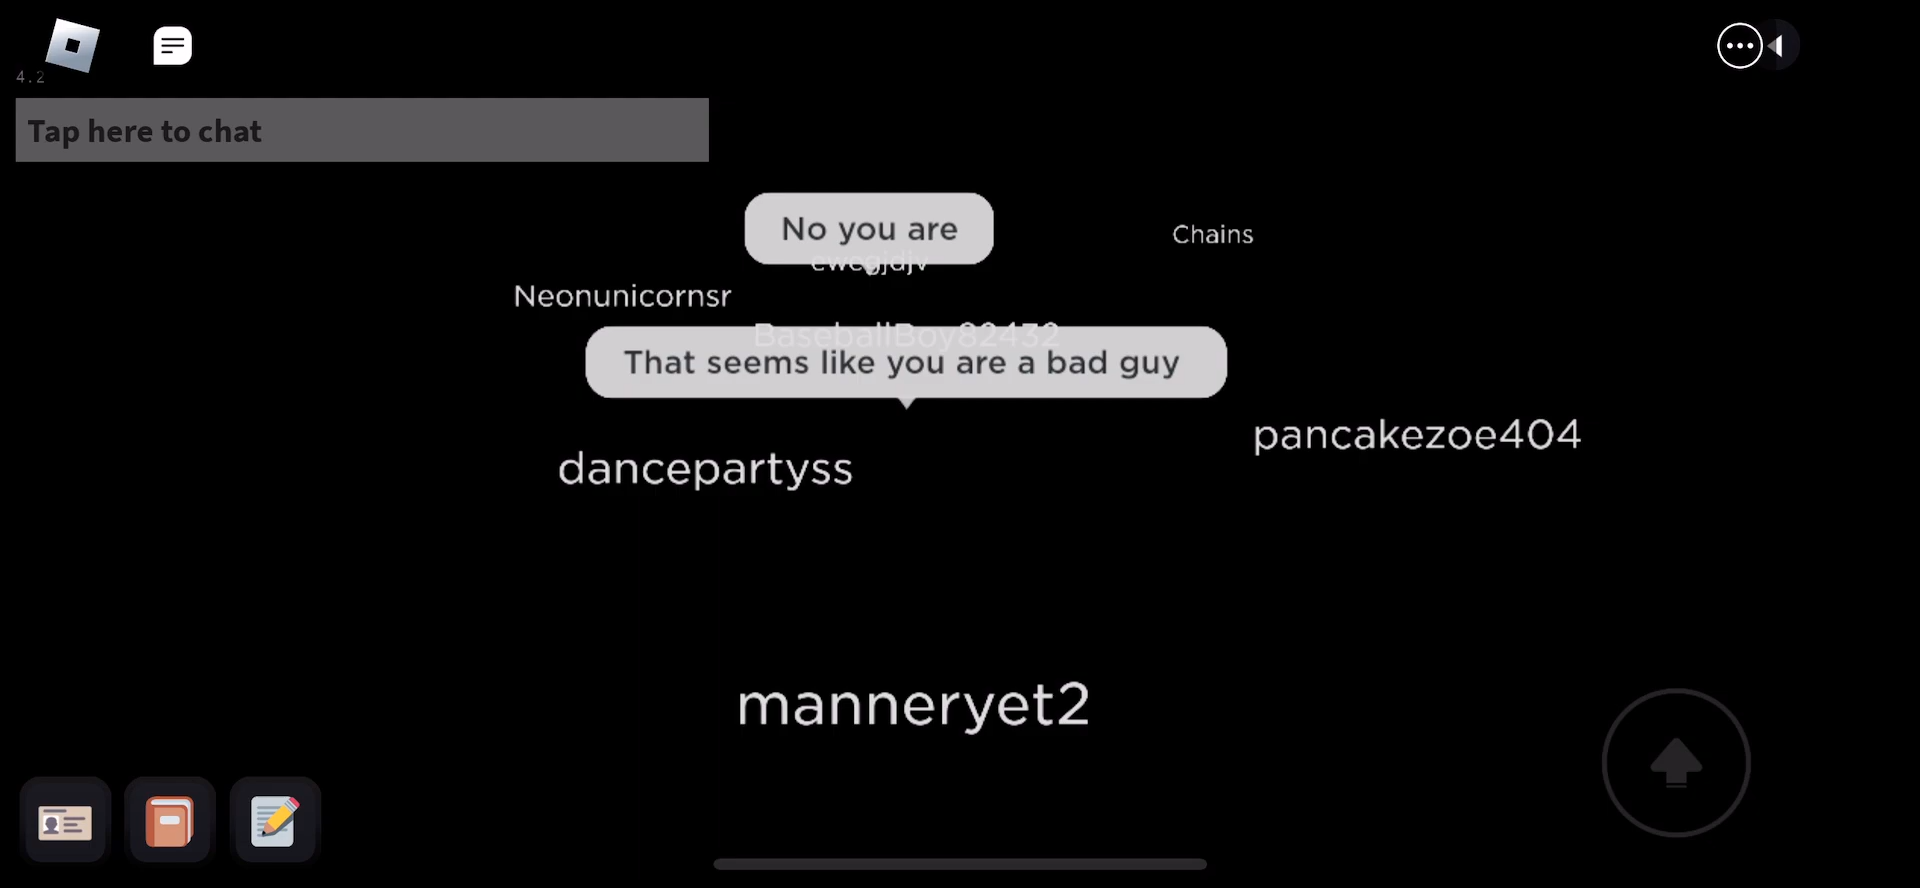 4.2
Tap here to chat
No you are
Chains
Neonunicornsr
BaseballBoy82432
That seems like you are a bad guy
pancakezoe404
dancepartyss
manneryet2